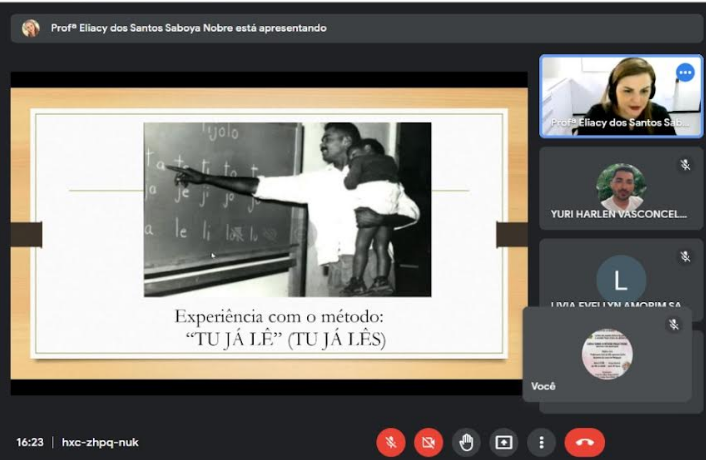 Profª Eliacy dos Santos Saboya Nobre está apresentando
tijolo
ta te ti to
ja je ji jo
le li
Experiência com o método:
“TU JÁ LÊ” (TU JÁ LÊS)
Profª Eliacy dos Santos Sab...
YURI HARLEN VASCONCEL...
L
LIVIA EVELLYN AMORIM SA
Você
16:23 | hxc-zhpq-nuk